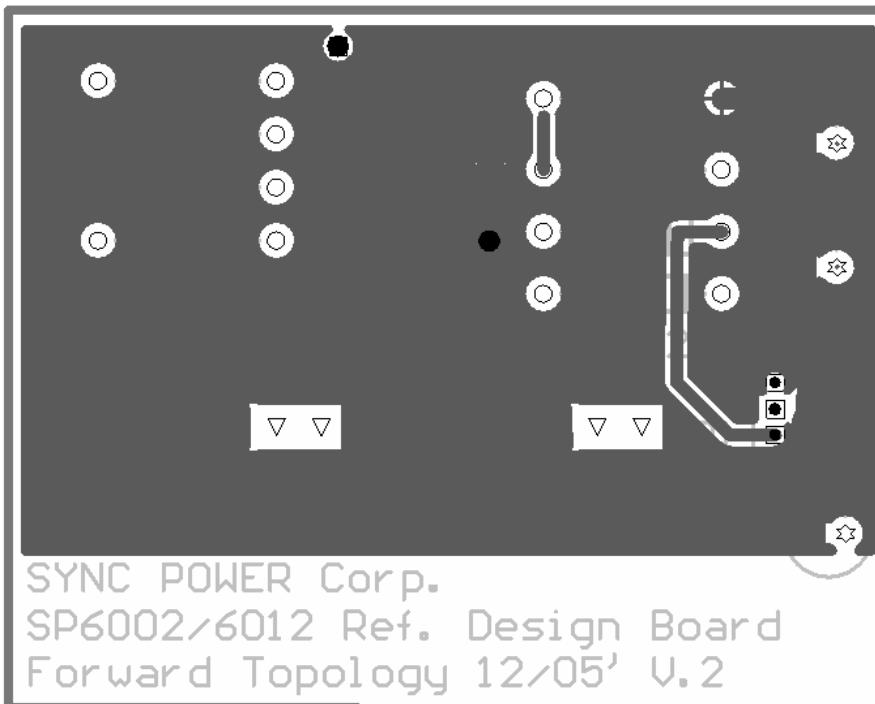 SYNC POWER Corp.
SP6002/6012 Ref. Design Board
Forward Topology 12/05' V.2